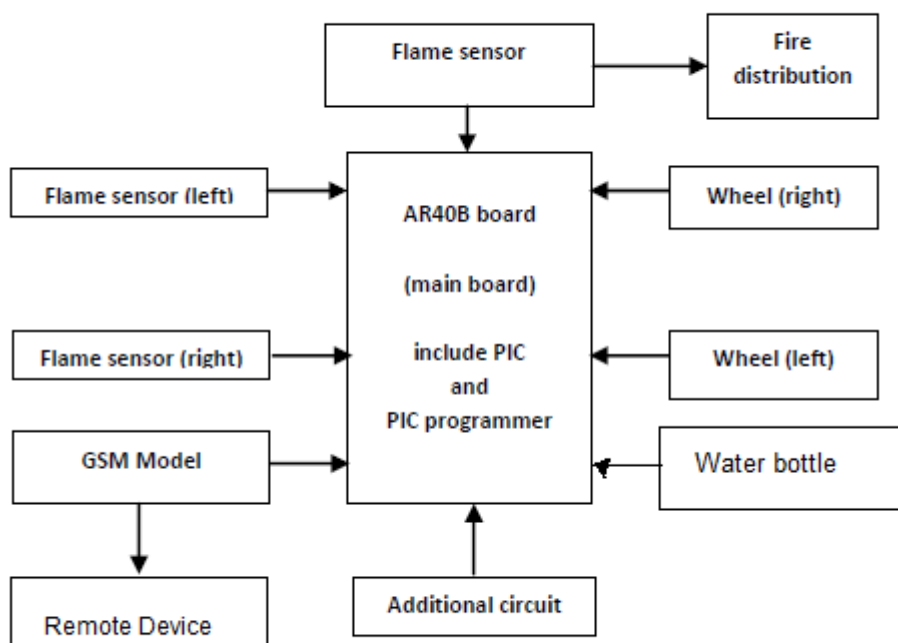 Flame sensor
Fire
distribution
Flame sensor (left)
AR40B board
(main board)
include PIC
and
PIC programmer
Wheel (right)
Flame sensor (right)
Wheel (left)
GSM Model
Water bottle
Remote Device
Additional circuit